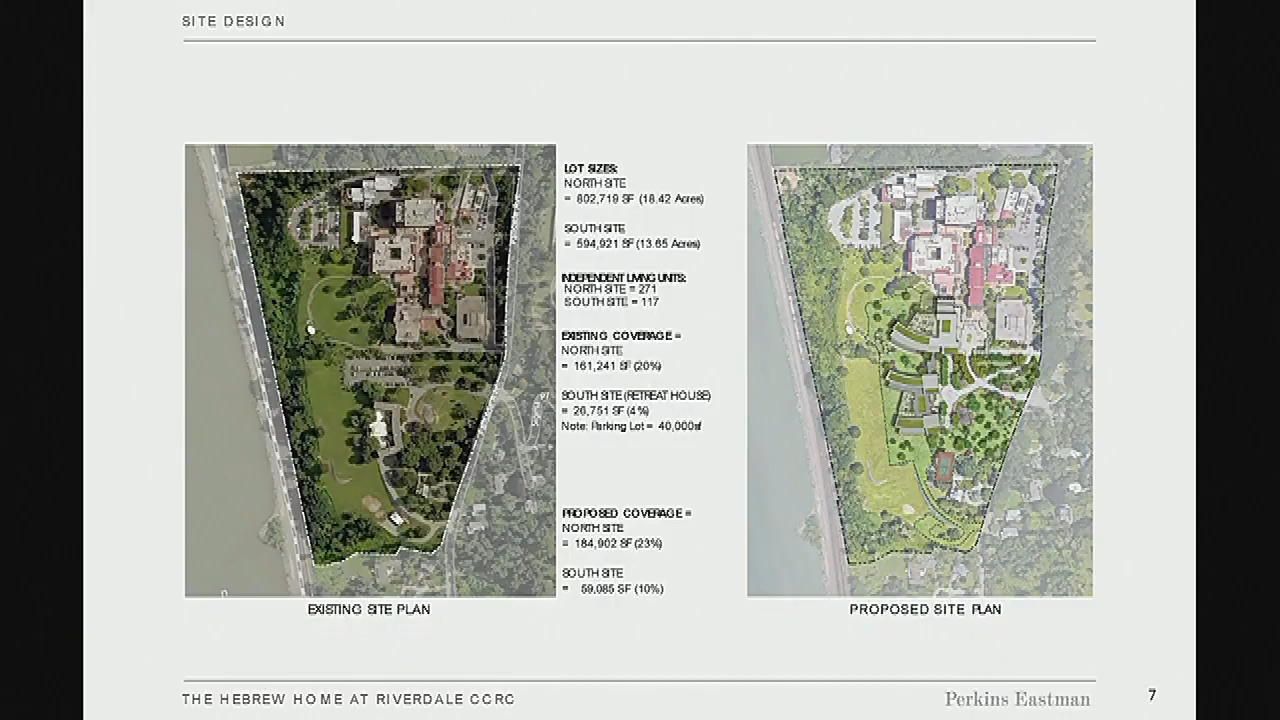 SITE DESIGN
LOT SIZES:
NORTH SITE
= 802,719 SF (18.42 Acres)
SOUTH SITE
= 594,921 SF (13.65 Acres)
INDEPENDENT LIVING UNITS:
NORTH SITE = 271
SOUTH SITE = 117
EXISTING COVERAGE =
NORTH SITE
= 161,241 SF (20%)
SOUTH SITE (RETREAT HOUSE)
= 26,751 SF (4%)
Note: Parking Lot = 40,000sf
PROPOSED COVERAGE =
NORTH SITE
= 184,902 SF (23%)
SOUTH SITE
= 59,085 SF (10%)
EXISTING SITE PLAN
PROPOSED SITE PLAN
THE HEBREW HOME AT RIVERDALE CCRC
Perkins Eastman
7